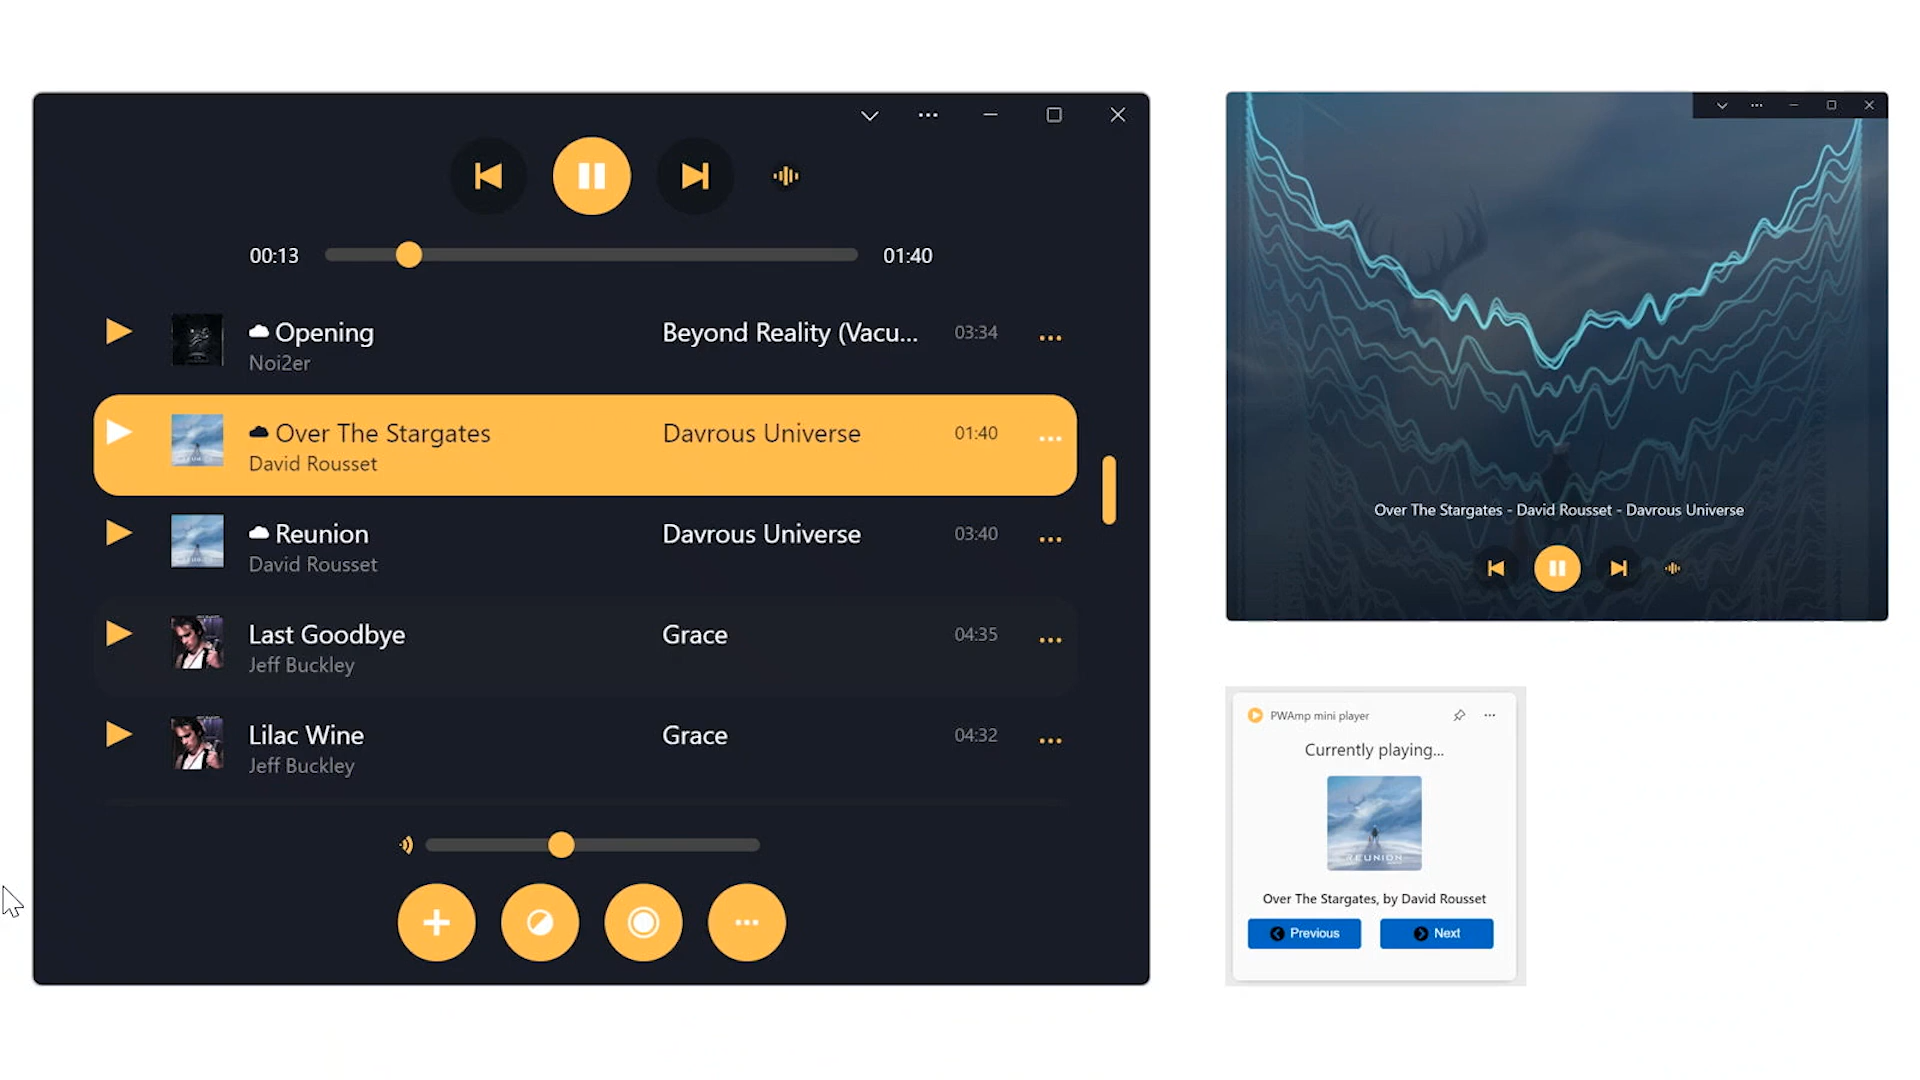 00:13
01:40
Opening
Beyond Reality (Vacu...
03:34
Noi2er
Over The Stargates
Davrous Universe
01:40
David Rousset
Reunion
Davrous Universe
03:40
David Rousset
Last Goodbye
Grace
04:35
Jeff Buckley
Lilac Wine
Grace
04:32
Jeff Buckley
Over The Stargates - David Rousset - Davrous Universe
PWAmp mini player
Currently playing...
REUNION
Over The Stargates, by David Rousset
Previous
Next